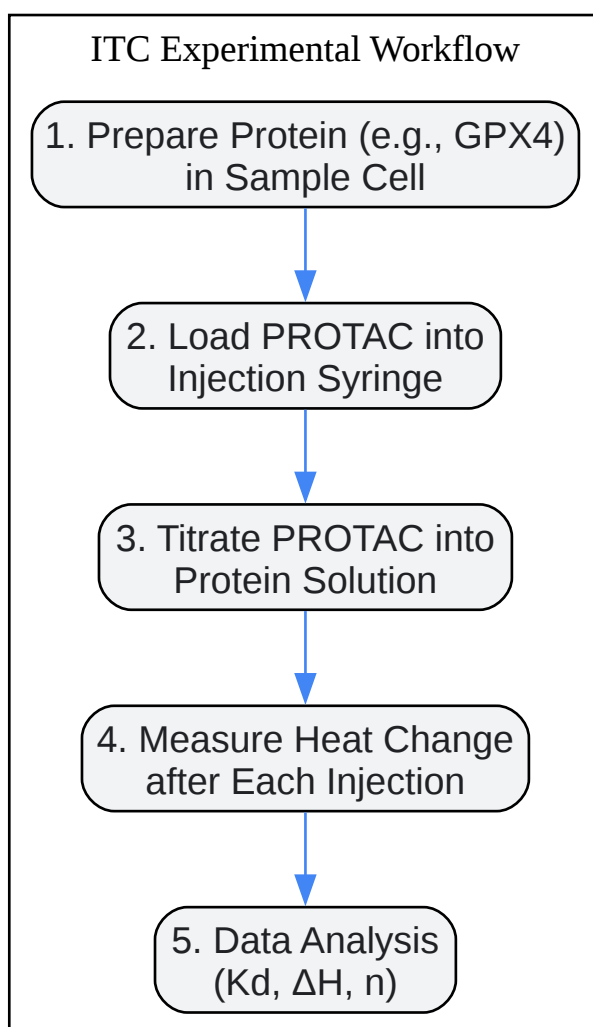 ITC Experimental Workflow
1. Prepare Protein (e.g., GPX4)
in Sample Cell
2. Load PROTAC into
Injection Syringe
3. Titrate PROTAC into
Protein Solution
4. Measure Heat Change
after Each Injection
5. Data Analysis
(Kd, ΔH, n)